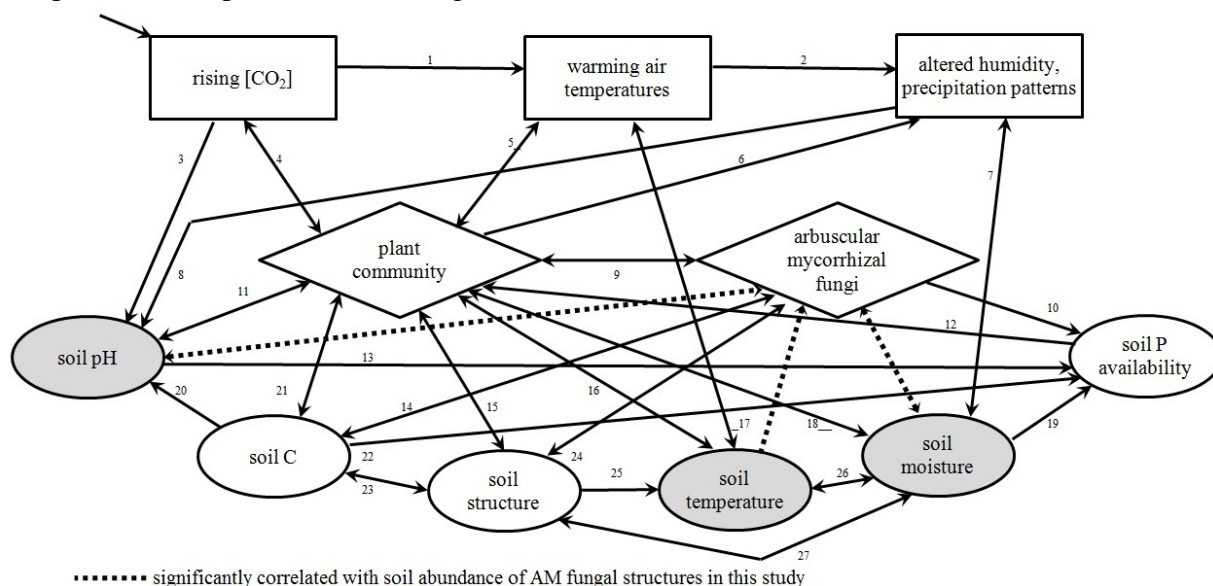 rising [CO2]
1
warming air
temperatures
2
altered humidity,
precipitation patterns
3
4
5
6
7
8
plant
community
9
arbuscular
mycorrhizal
fungi
10
11
12
soil pH
13
soil P
availability
20
21
14
15
16
_17
18__
19
soil C
22
23
24
soil
structure
25
soil
temperature
26
soil
moisture
27
significantly correlated with soil abundance of AM fungal structures in this study